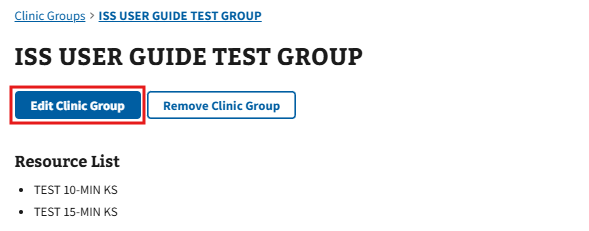 Clinic Groups > ISS USER GUIDE TEST GROUP
ISS USER GUIDE TEST GROUP
Edit Clinic Group Remove Clinic Group
Resource List
• TEST 10-MIN KS
• TEST 15-MIN KS